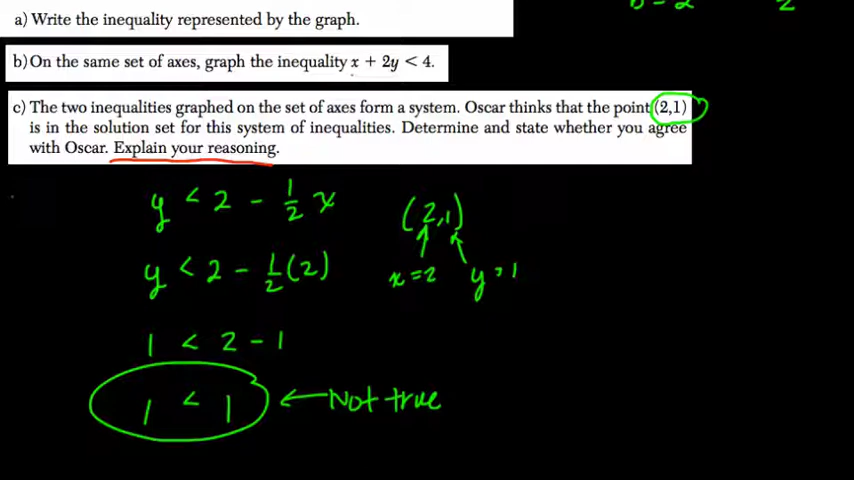 a) Write the inequality represented by the graph.
b) On the same set of axes, graph the inequality x + 2y < 4.
c) The two inequalities graphed on the set of axes form a system. Oscar thinks that the point (2,1)
is in the solution set for this system of inequalities. Determine and state whether you agree
with Oscar. Explain your reasoning.
y < 2 - 1/2 x (2,1)
y < 2 - 1/2 (2) x = 2 y = 1
1 < 2 - 1
1 < 1 ← Not true